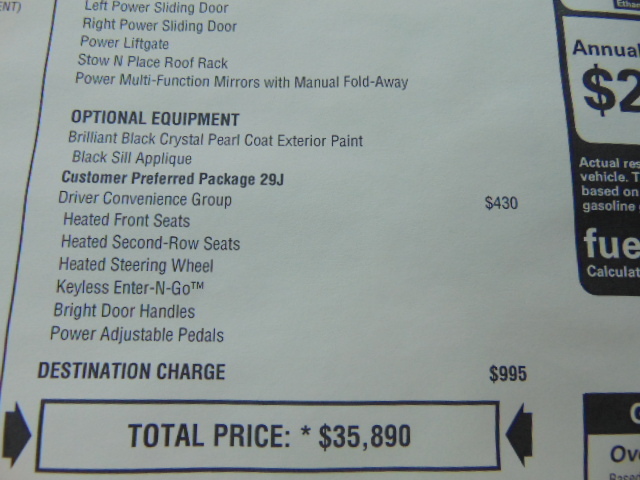 ENT)
Left Power Sliding Door
Right Power Sliding Door
Power Liftgate
Stow N Place Roof Rack
Power Multi-Function Mirrors with Manual Fold-Away
OPTIONAL EQUIPMENT
Brilliant Black Crystal Pearl Coat Exterior Paint
Black Sill Applique
Customer Preferred Package 29J
Driver Convenience Group $430
Heated Front Seats
Heated Second-Row Seats
Heated Steering Wheel
Keyless Enter-N-Go™
Bright Door Handles
Power Adjustable Pedals
DESTINATION CHARGE $995
TOTAL PRICE: * $35,890
Ethan
Annual
$2
Actual res
vehicle. T
based on
gasoline
fue
Calculat
Ov